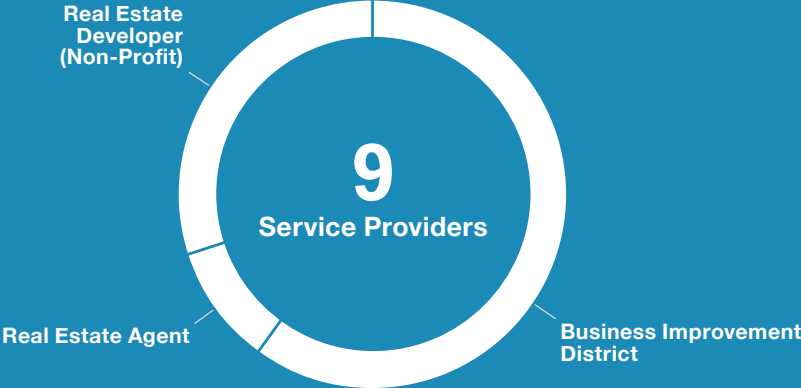 Real Estate
Developer
(Non-Profit)
9
Service Providers
Real Estate Agent
Business Improvement
District